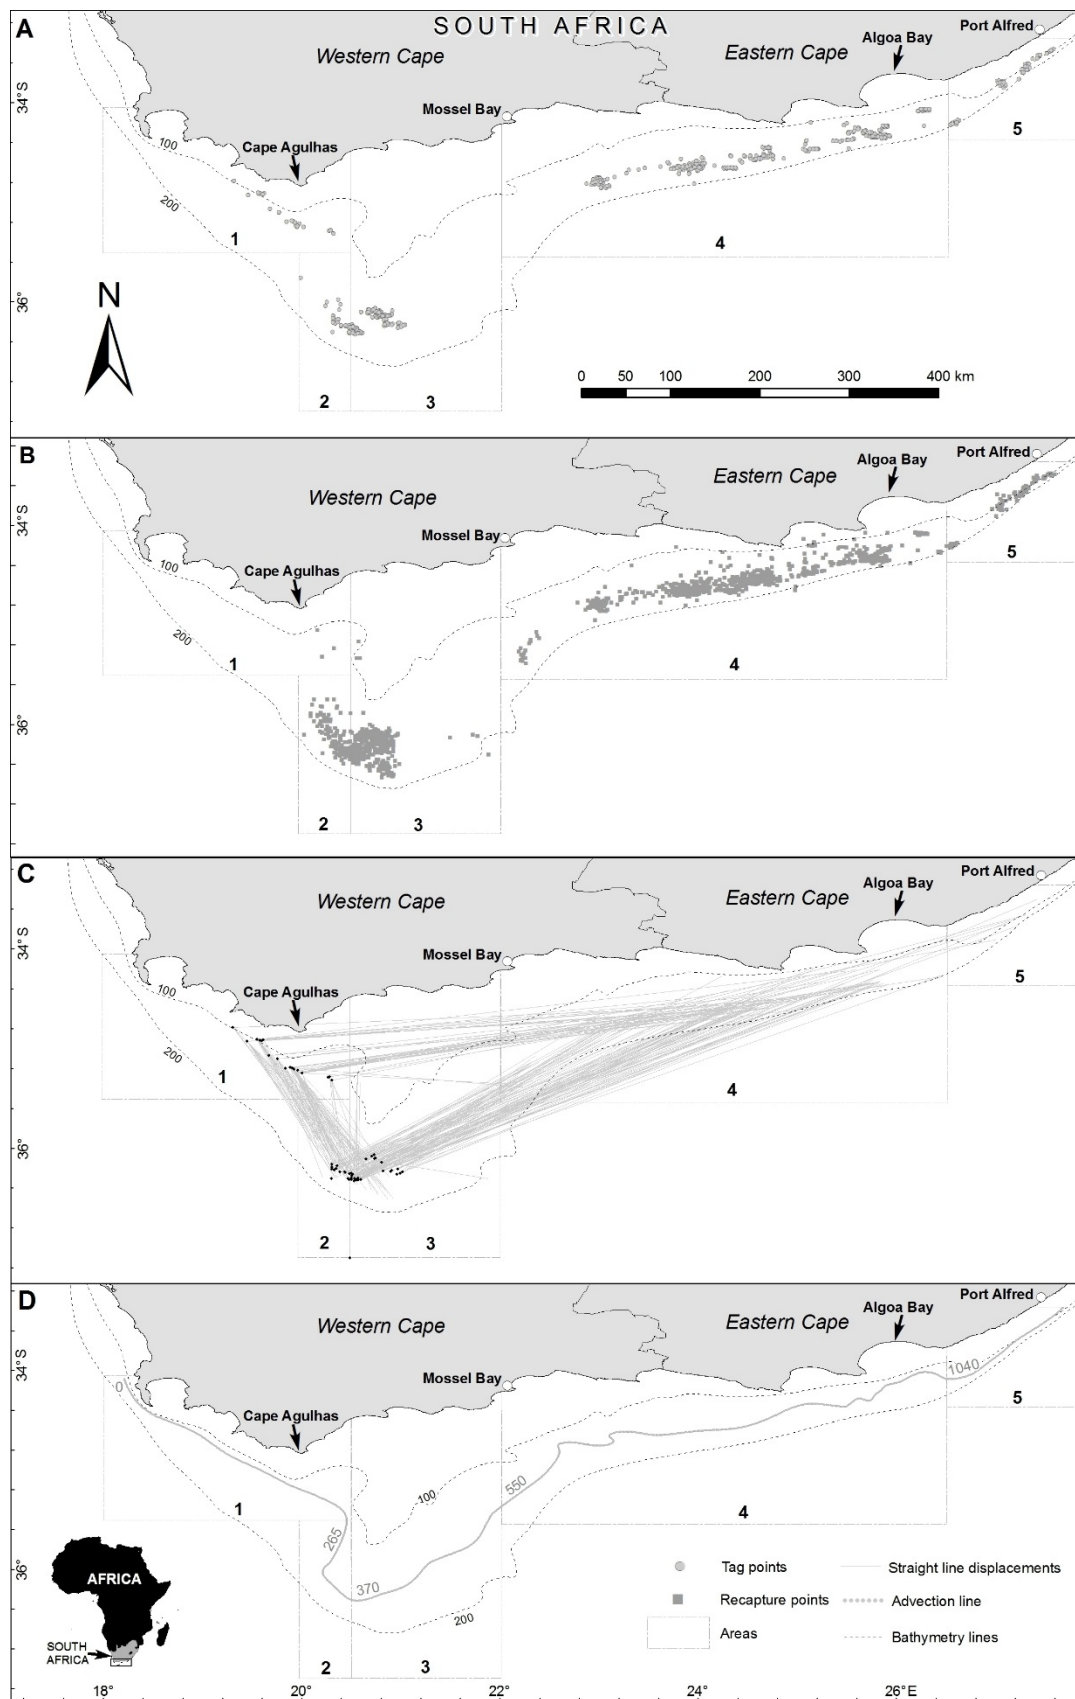 A
SOUTH AFRICA
Port Alfred
Western Cape
Eastern Cape
Algoa Bay
34°S
Mossel Bay
5
100
Cape Agulhas
200
1
4
36°
N
0 50 100 200 300 400 km
2 3
B
Port Alfred
Algoa Bay
Eastern Cape
Western Cape
34°S
Mossel Bay
5
100
Cape Agulhas
200
1
4
36°
2 3
C
Port Alfred
Algoa Bay
Western Cape
Eastern Cape
34°S
Mossel Bay
5
100
Cape Agulhas
200
1
4
36°
2 3
D
Port Alfred
Algoa Bay
Western Cape
Eastern Cape
34°S
1040
0
Mossel Bay
5
Cape Agulhas
550
100
1
4
265
36°
370
200
AFRICA
SOUTH
AFRICA
Tag points
Straight line displacements
Recapture points
Advection line
Areas
Bathymetry lines
2 3
18° 20° 22° 24° 26°E